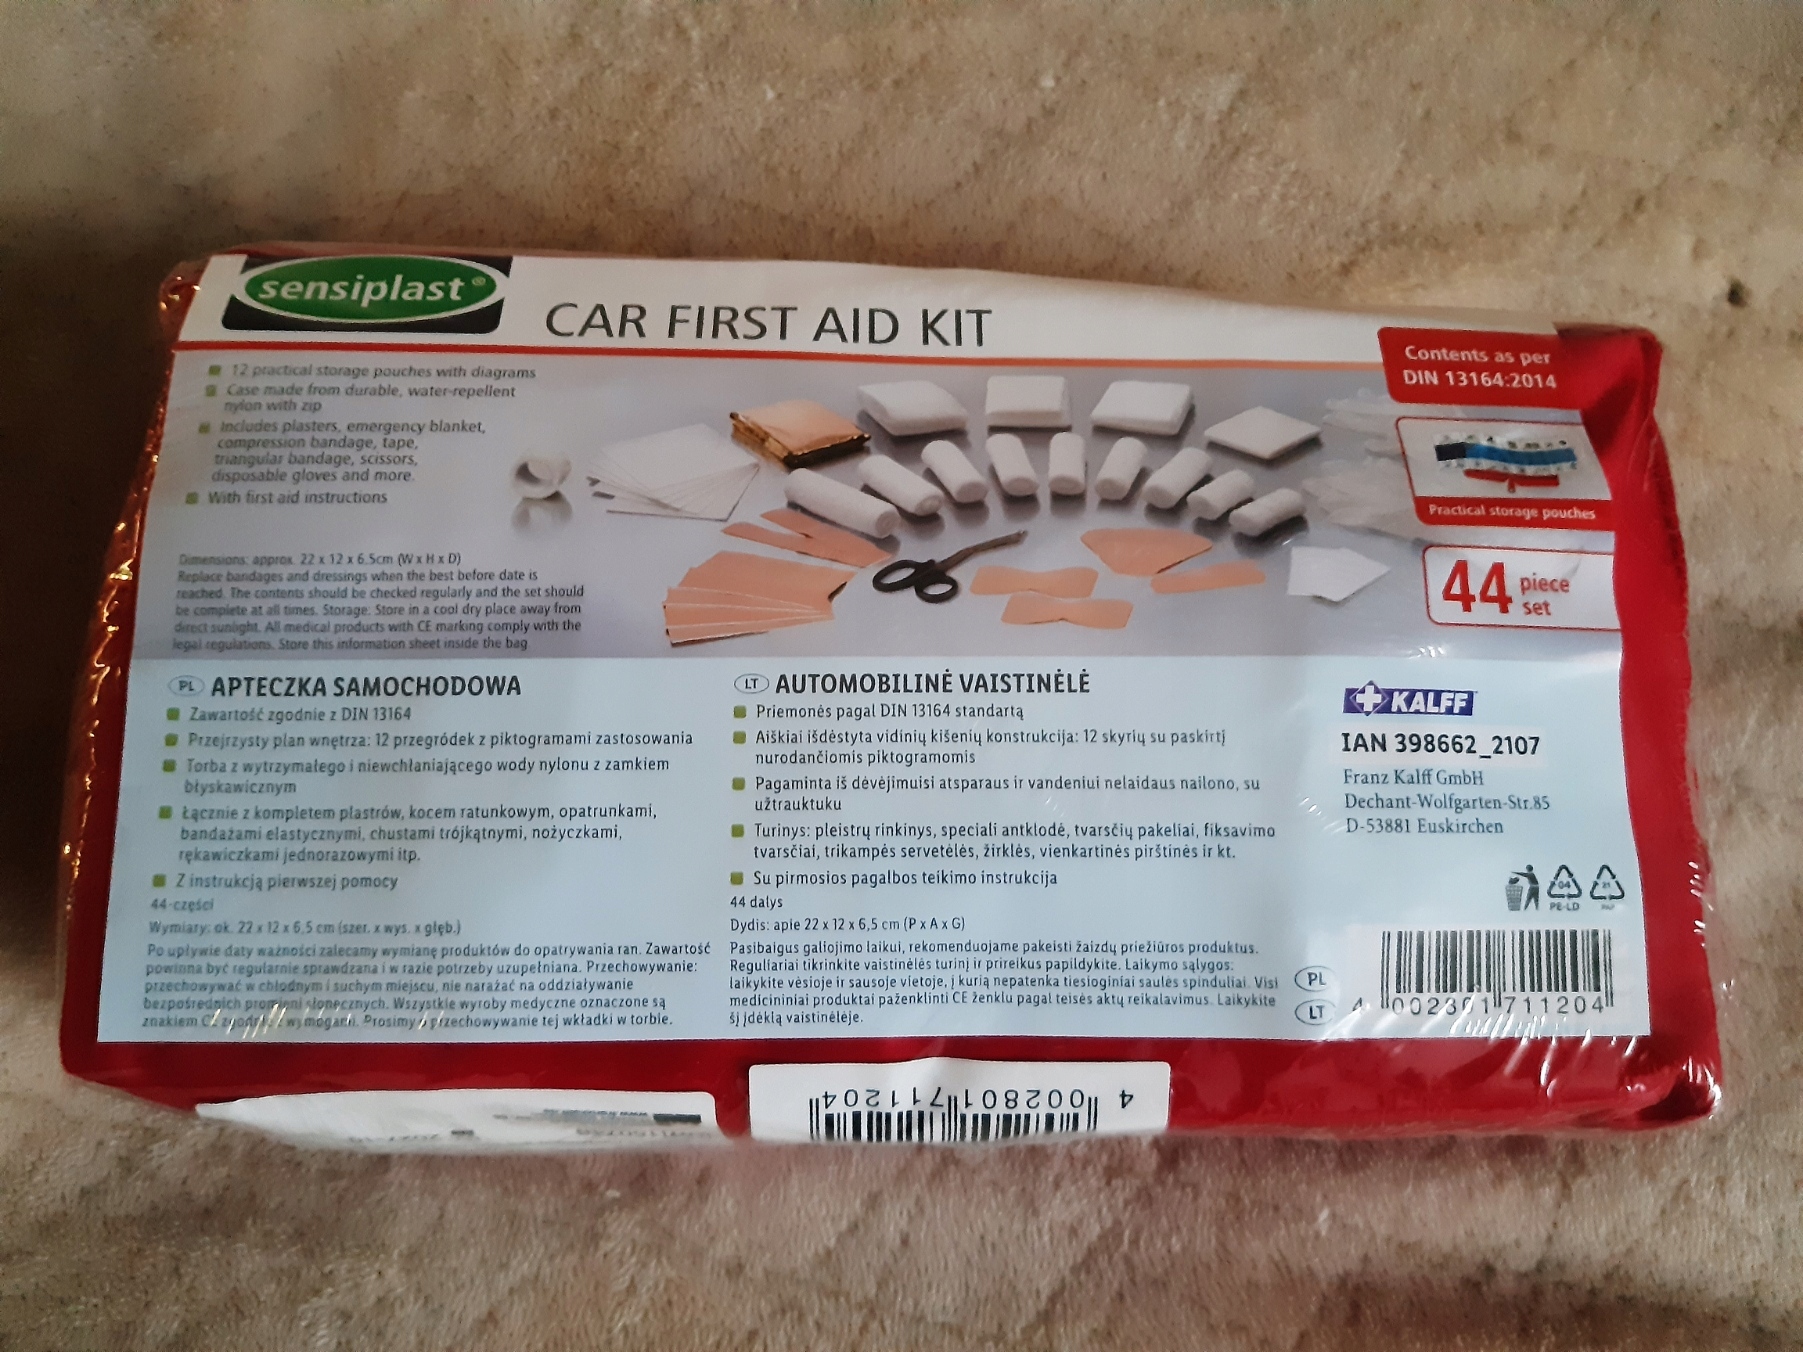 sensiplast®
CAR FIRST AID KIT
12 practical storage pouches with diagrams
Case made from durable, water-repellent
nylon with zip
Includes plasters, emergency blanket,
compression bandage, tape,
triangular bandage, scissors,
disposable gloves and more.
With first aid instructions
Dimensions: approx. 22 x 12 x 6.5cm (W x H x D)
Replace bandages and dressings when the best before date is
reached. The contents should be checked regularly and the set should
be complete at all times. Storage: Store in a cool dry place away from
direct sunlight. All medical products with CE marking comply with the
legal regulations. Store this information sheet inside the bag
Contents as per
DIN 13164:2014
Practical storage pouches
44 piece
set
PL APTECZKA SAMOCHODOWA
Zawartość zgodnie z DIN 13164
Przejrzysty plan wnętrza: 12 przegródek z piktogramami zastosowania
Torba z wytrzymałego i niewchłaniającego wody nylonu z zamkiem
błyskawicznym
Łącznie z kompletem plastrów, kocem ratunkowym, opatrunkami,
bandażami elastycznymi, chustami trójkątnymi, nożyczkami,
rękawiczkami jednorazowymi itp.
Z instrukcją pierwszej pomocy
44-części
Wymiary: ok. 22 x 12 x 6,5 cm (szer. x wys. x głęb.)
Po upływie daty ważności zalecamy wymianę produktów do opatrywania ran. Zawartość
powinna być regularnie sprawdzana i w razie potrzeby uzupełniana. Przechowywanie:
przechowywać w chłodnym i suchym miejscu, nie narażać na oddziaływanie
bezpośrednich promieni słonecznych. Wszystkie wyroby medyczne oznaczone są
znakiem CE zgodnie z wymogami. Prosimy o przechowywanie tej wkładki w torbie.
LT AUTOMOBILINĖ VAISTINĖLĖ
Priemonės pagal DIN 13164 standartą
Aiškiai išdėstyta vidinių kišenių konstrukcija: 12 skyrių su paskirtį
nurodančiomis piktogramomis
Pagaminta iš dėvėjimuisi atsparaus ir vandeniui nelaidaus nailono, su
užtrauktuku
Turinys: pleistrų rinkinys, speciali antklodė, tvarsčių paketiai, fiksavimo
tvarsčiai, trikampės servetėlės, žirklės, vienkartinės pirštinės ir kt.
Su pirmosios pagalbos teikimo instrukcija
44 dalys
Dydis: apie 22 x 12 x 6,5 cm (P x A x G)
Pasibaigus galiojimo laikui, rekomenduojame pakeisti žaizdų priežiūros produktus.
Reguliariai tikrinkite vaistinėlės turinį ir prireikus papildykite. Laikymo sąlygos:
laikykite vėsioje ir sausoje vietoje, į kurią nepatenka tiesioginiai saulės spinduliai. Visi
medicininiai produktai paženklinti CE ženklu pagal teisės aktų reikalavimus. Laikykite
šį įdėklą vaistinėlėje.
KALFF
IAN 398662_2107
Franz Kalff GmbH
Dechant-Wolfgarten-Str.85
D-53881 Euskirchen
04
PE-LD
21
PAP
PL
LT
4 002801 711204
4 002801 711204